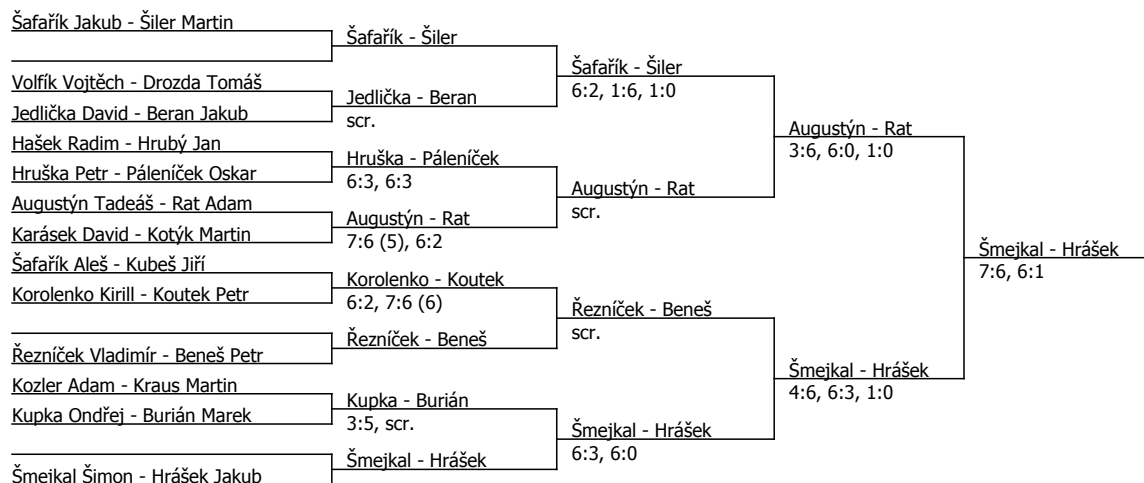 Šafařík Jakub - Šiler Martin
Volfík Vojtěch - Drozda Tomáš
Jedlička David - Beran Jakub
Hašek Radim - Hrubý Jan
Hruška Petr - Páleníček Oskar
Augustýn Tadeáš - Rat Adam
Karásek David - Kotýk Martin
Šafařík Aleš - Kubeš Jiří
Korolenko Kirill - Koutek Petr
Řezníček Vladimír - Beneš Petr
Kozler Adam - Kraus Martin
Kupka Ondřej - Burián Marek
Šmejkal Šimon - Hrášek Jakub
Šafařík - Šiler
Jedlička - Beran
scr.
Hruška - Páleníček
6:3, 6:3
Augustýn - Rat
7:6 (5), 6:2
Korolenko - Koutek
6:2, 7:6 (6)
Řezníček - Beneš
Kupka - Burián
3:5, scr.
Šmejkal - Hrášek
Šafařík - Šiler
6:2, 1:6, 1:0
Augustýn - Rat
scr.
Řezníček - Beneš
scr.
Šmejkal - Hrášek
6:3, 6:0
Augustýn - Rat
3:6, 6:0, 1:0
Šmejkal - Hrášek
4:6, 6:3, 1:0
Šmejkal - Hrášek
7:6, 6:1